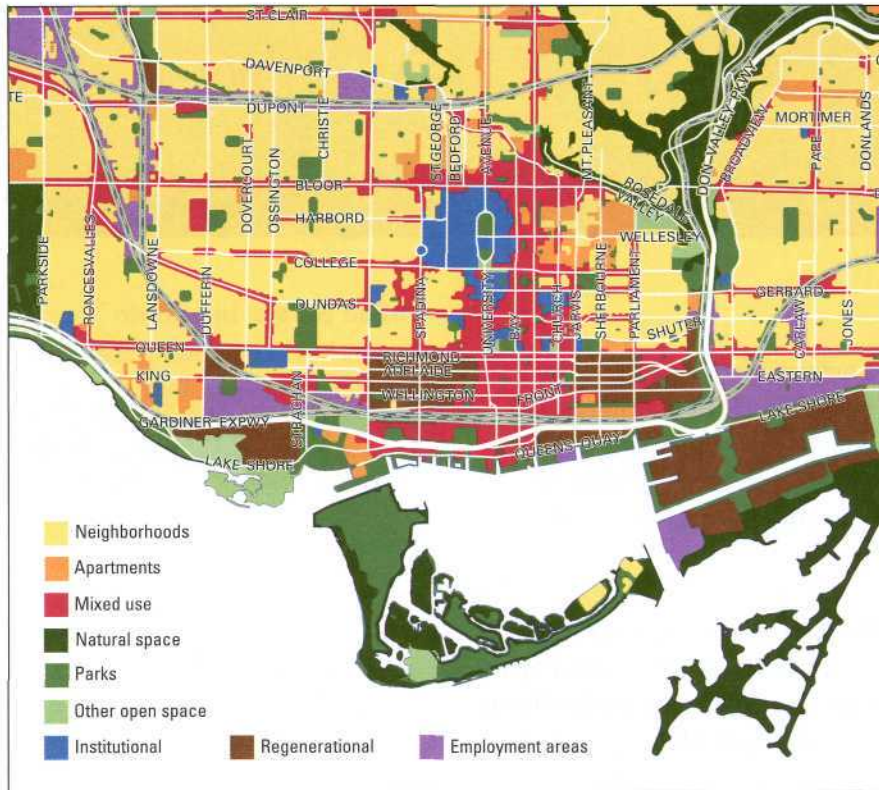 ST. CLAIR
DAVENPORT
DUPONT
TE
CHRISTIE
ST.GEORGE
BEDFORD
AVENUE
MT. PLEASANT
DON VALLEY PKWY
BROADVIEW
MORTIMER
PAPE
DONLANDS
DOVERCOURT
OSSINGTON
BLOOR
ROSEDALE
VALLEY
HARBORD
WELLESLEY
PARKSIDE
RONCESVALLES
LANSDOWNE
DUFFERIN
COLLEGE
DUNDAS
SPADINA
UNIVERSITY
BAY
CHURCH
JARVIS
SHERBOURNE
PARLIAMENT
GERRARD
SHUTER
CARLAW
JONES
QUEEN
RICHMOND
ADELAIDE
KING
WELLINGTON
FRONT
EASTERN
STRACHAN
GARDINER EXPWY
LAKE SHORE
LAKE SHORE
QUEENS QUAY
Neighborhoods
Apartments
Mixed use
Natural space
Parks
Other open space
Institutional
Regenerational
Employment areas